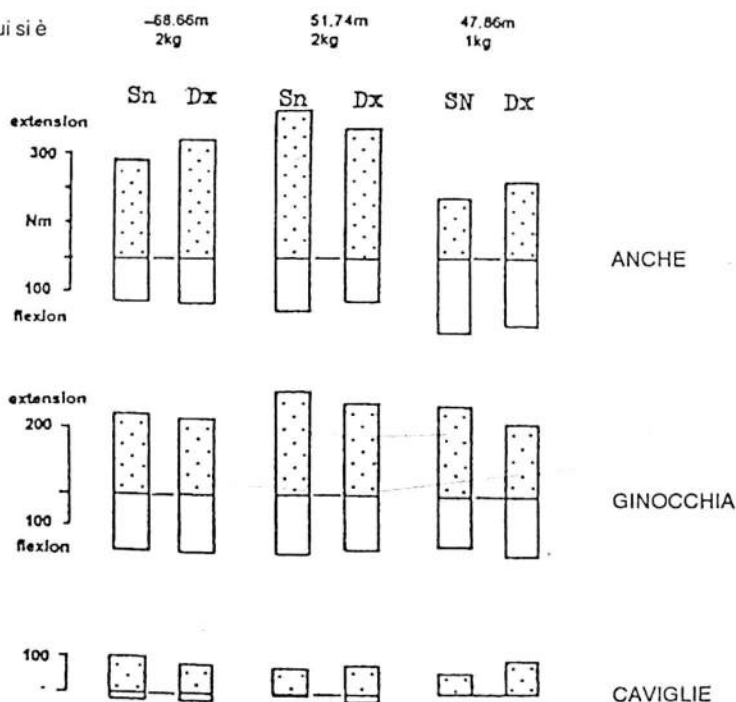 ui si è
–68.66m 51.74m 47.86m
2kg 2kg 1kg
Sn Dx Sn Dx SN Dx
extension
300
Nm
100
flexion
ANCHE
extension
200
100
flexion
GINOCCHIA
100
-
CAVIGLIE